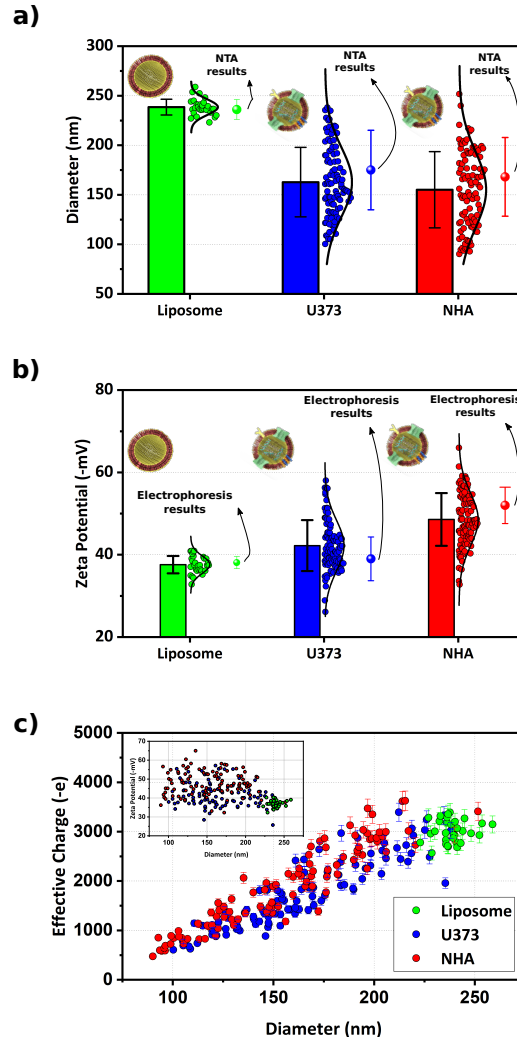 a)
300
250
200
150
100
50
Diameter (nm)
NTA
results
NTA
results
NTA
results
Liposome
U373
NHA
b)
80
60
40
20
Zeta Potential (-mV)
Electrophoresis
results
Electrophoresis
results
Electrophoresis
results
Liposome
U373
NHA
c)
5000
4000
3000
2000
1000
0
Effective Charge (-e)
70
60
50
40
30
20
Zeta Potential (-mV)
100
150
200
250
Diameter (nm)
Liposome
U373
NHA
100
150
200
250
Diameter (nm)